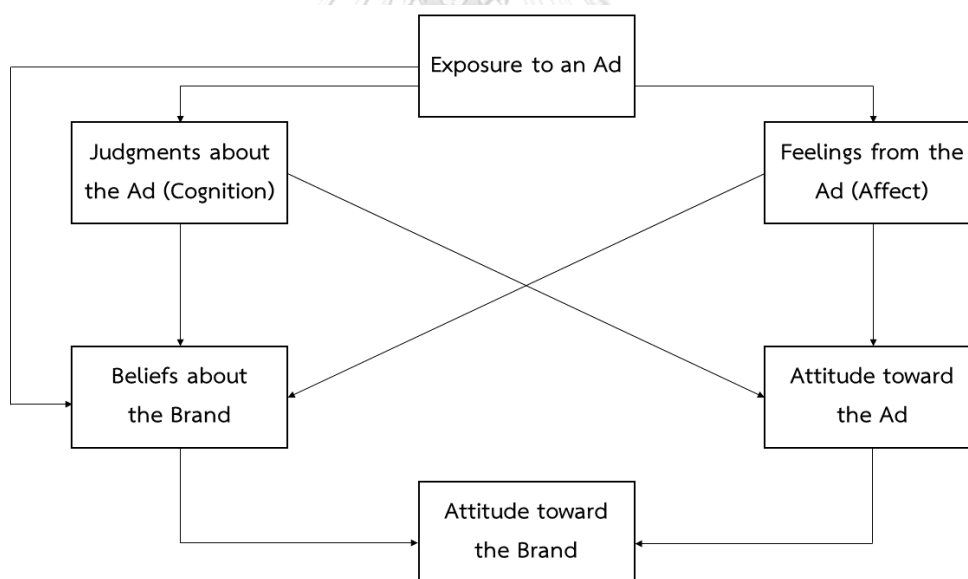 Exposure to an Ad
Judgments about
the Ad (Cognition)
Feelings from the
Ad (Affect)
Beliefs about
the Brand
Attitude toward
the Ad
Attitude toward
the Brand